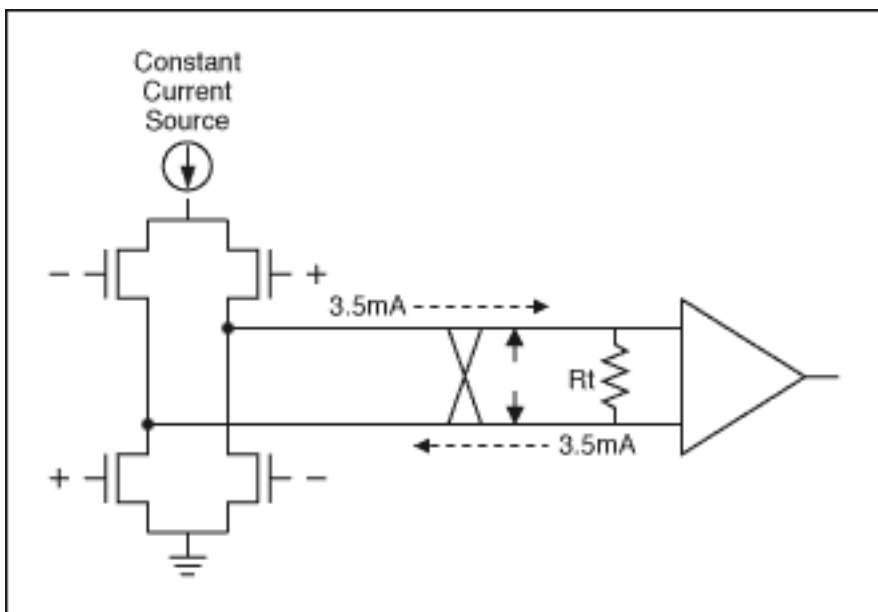 Constant
Current
Source
- +
3.5mA
Rt
3.5mA
+ -